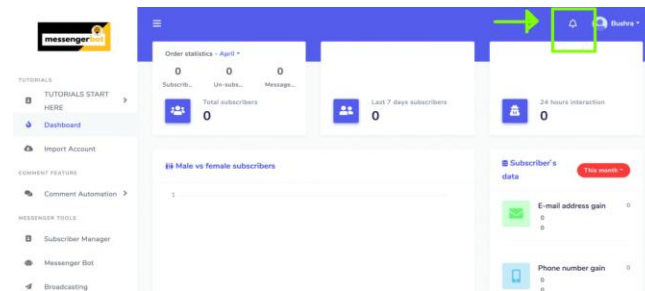 messengerbot
Bushra
TUTORIALS
TUTORIALS START
HERE
Dashboard
Import Account
COMMENT FEATURE
Comment Automation
MESSENGER TOOLS
Subscriber Manager
Messenger Bot
Broadcasting
Order statistics - April
0 0 0
Subscrib... Un-subs... Message...
Total subscribers
0
Last 7 days subscribers
0
24 hours interaction
0
Male vs female subscribers
1
Subscriber's
data
This month
E-mail address gain 0
0
0
Phone number gain 0
0
0